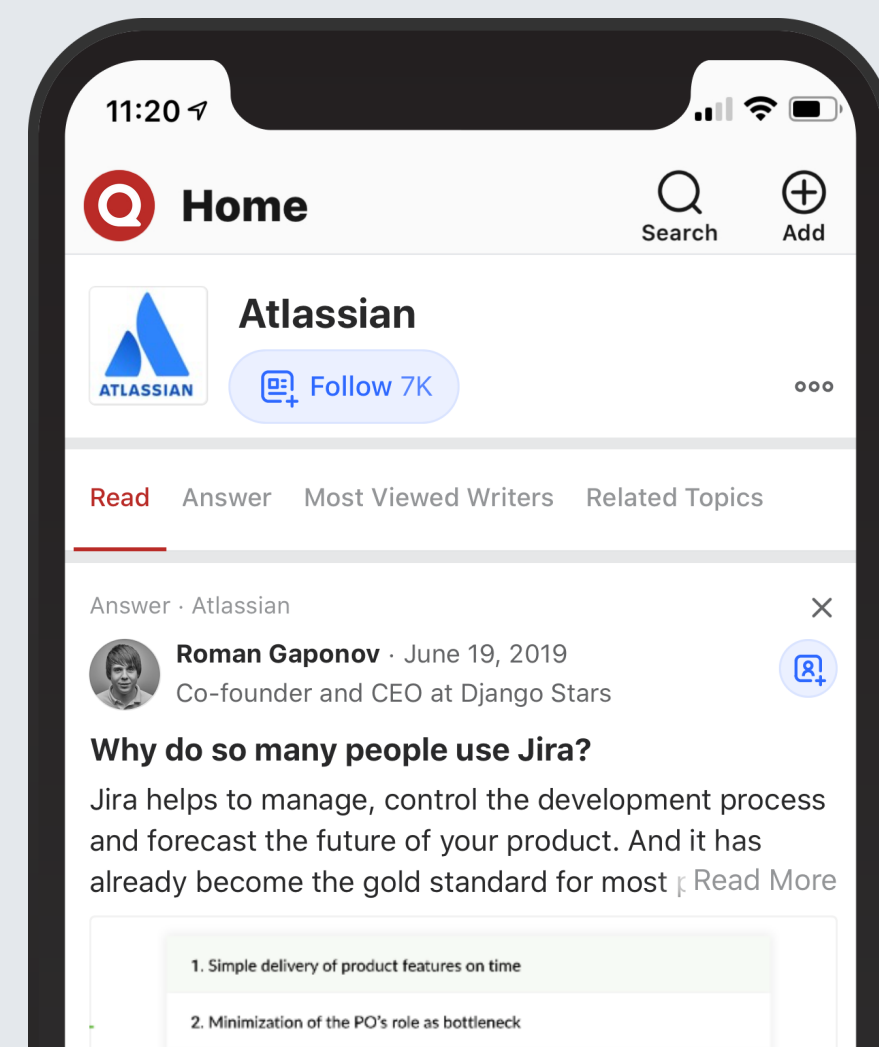 11:20
Home
Search
Add
Atlassian
ATLASSIAN
Follow 7K
Read Answer Most Viewed Writers Related Topics
Answer · Atlassian
Roman Gaponov · June 19, 2019
Co-founder and CEO at Django Stars
Why do so many people use Jira?
Jira helps to manage, control the development process
and forecast the future of your product. And it has
already become the gold standard for most Read More
1. Simple delivery of product features on time
2. Minimization of the PO's role as bottleneck